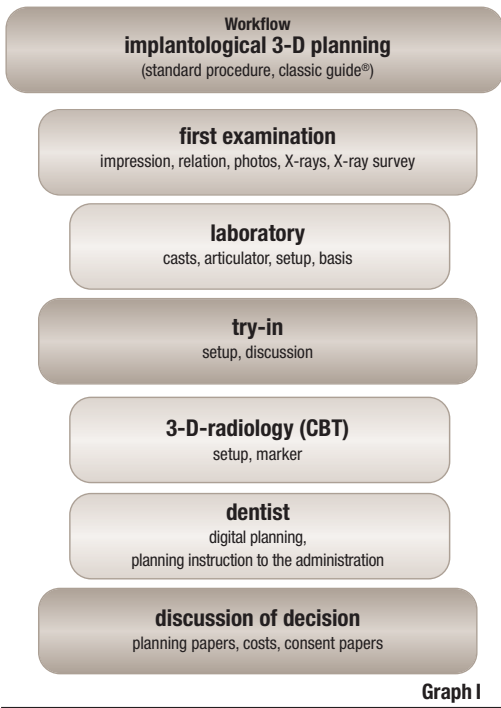 Workflow
implantological 3-D planning
(standard procedure, classic guide®)
first examination
impression, relation, photos, X-rays, X-ray survey
laboratory
casts, articulator, setup, basis
try-in
setup, discussion
3-D-radiology (CBT)
setup, marker
dentist
digital planning,
planning instruction to the administration
discussion of decision
planning papers, costs, consent papers
Graph I